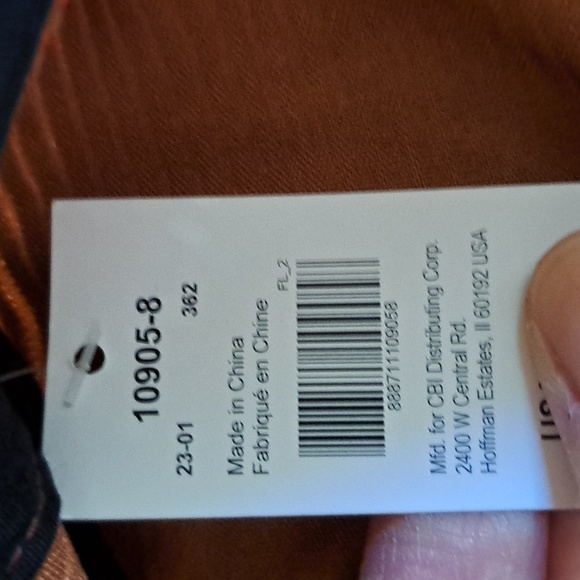 10905-8
23-01 362
Made in China
Fabriqué en Chine
FL_2
888711109058
Mfd. for CBI Distributing Corp.
2400 W Central Rd.
Hoffman Estates, Il 60192 USA